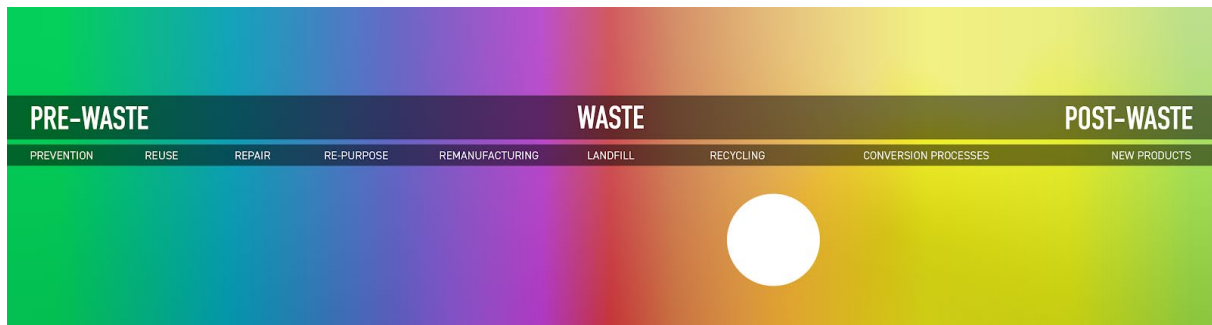 PRE-WASTE WASTE POST-WASTE
PREVENTION REUSE REPAIR RE-PURPOSE REMANUFACTURING LANDFILL RECYCLING CONVERSION PROCESSES NEW PRODUCTS